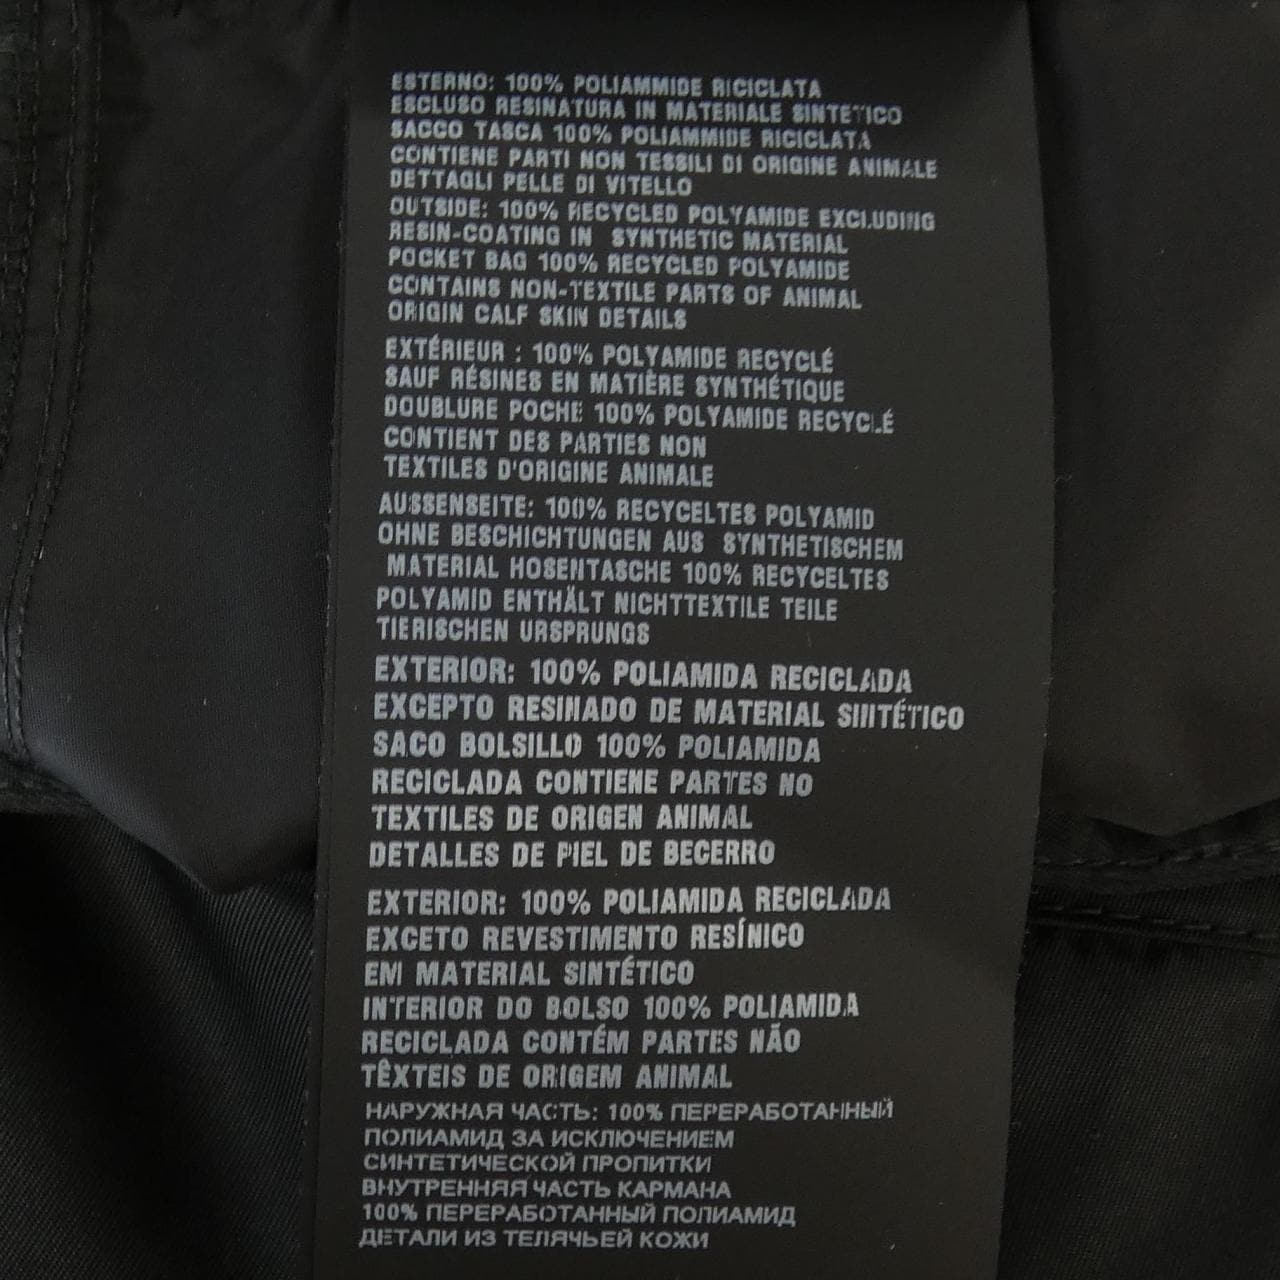 ESTERNO: 100% POLIAMMIDE RICICLATA
ESCLUSO RESINATURA IN MATERIALE SINTETICO
SACCO TASCA 100% POLIAMMIDE RICICLATA
CONTIENE PARTI NON TESSILI DI ORIGINE ANIMALE
DETTAGLI PELLE DI VITELLO
OUTSIDE: 100% RECYCLED POLYAMIDE EXCLUDING
RESIN-COATING IN SYNTHETIC MATERIAL
POCKET BAG 100% RECYCLED POLYAMIDE
CONTAINS NON-TEXTILE PARTS OF ANIMAL
ORIGIN CALF SKIN DETAILS
EXTÉRIEUR : 100% POLYAMIDE RECYCLÉ
SAUF RÉSINES EN MATIÈRE SYNTHÉTIQUE
DOUBLURE POCHE 100% POLYAMIDE RECYCLÉ
CONTIENT DES PARTIES NON
TEXTILES D'ORIGINE ANIMALE
AUSSENSEITE: 100% RECYCELTES POLYAMID
OHNE BESCHICHTUNGEN AUS SYNTHETISCHEM
MATERIAL HOSENTASCHE 100% RECYCELTES
POLYAMID ENTHÄLT NICHTTEXTILE TEILE
TIERISCHEN URSPRUNGS
EXTERIOR: 100% POLIAMIDA RECICLADA
EXCEPTO RESINADO DE MATERIAL SINTÉTICO
SACO BOLSILLO 100% POLIAMIDA
RECICLADA CONTIENE PARTES NO
TEXTILES DE ORIGEN ANIMAL
DETALLES DE PIEL DE BECERRO
EXTERIOR: 100% POLIAMIDA RECICLADA
EXCETO REVESTIMENTO RESÍNICO
EM MATERIAL SINTÉTICO
INTERIOR DO BOLSO 100% POLIAMIDA
RECICLADA CONTÉM PARTES NÃO
TÊXTEIS DE ORIGEM ANIMAL
НАРУЖНАЯ ЧАСТЬ: 100% ПЕРЕРАБОТАННЫЙ
ПОЛИАМИД ЗА ИСКЛЮЧЕНИЕМ
СИНТЕТИЧЕСКОЙ ПРОПИТКИ
ВНУТРЕННЯЯ ЧАСТЬ КАРМАНА
100% ПЕРЕРАБОТАННЫЙ ПОЛИАМИД
ДЕТАЛИ ИЗ ТЕЛЯЧЬЕЙ КОЖИ